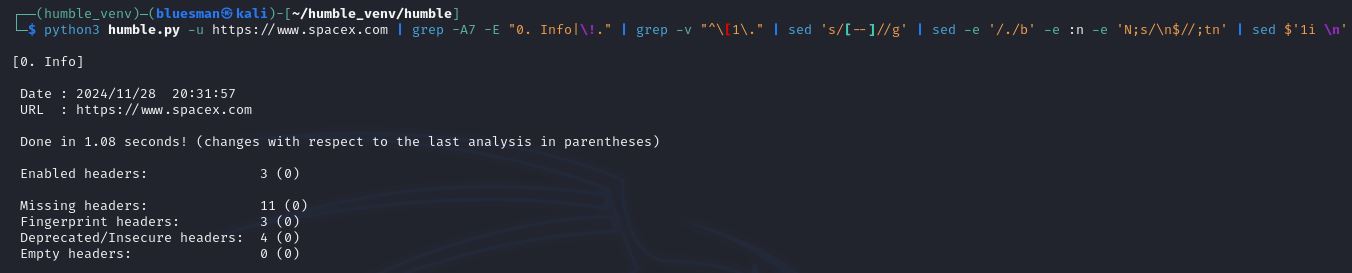 ┌──(humble_venv)─(bluesman㉿kali)-[~/humble_venv/humble]
└─$ python3 humble.py -u https://www.spacex.com | grep -A7 -E "0. Info|\!." | grep -v "^\[1\." | sed 's/[--]//g' | sed -e '/./b' -e :n -e 'N;s/\n$//;tn' | sed $'1i \n'
[0. Info]
Date : 2024/11/28  20:31:57
URL  : https://www.spacex.com
Done in 1.08 seconds! (changes with respect to the last analysis in parentheses)
Enabled headers:              3 (0)
Missing headers:              11 (0)
Fingerprint headers:          3 (0)
Deprecated/Insecure headers:  4 (0)
Empty headers:                0 (0)